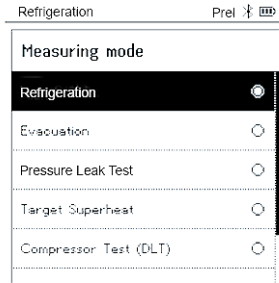 Refrigeration Prel
Measuring mode
Refrigeration
Evacuation
Pressure Leak Test
Target Superheat
Compressor Test (DLT)